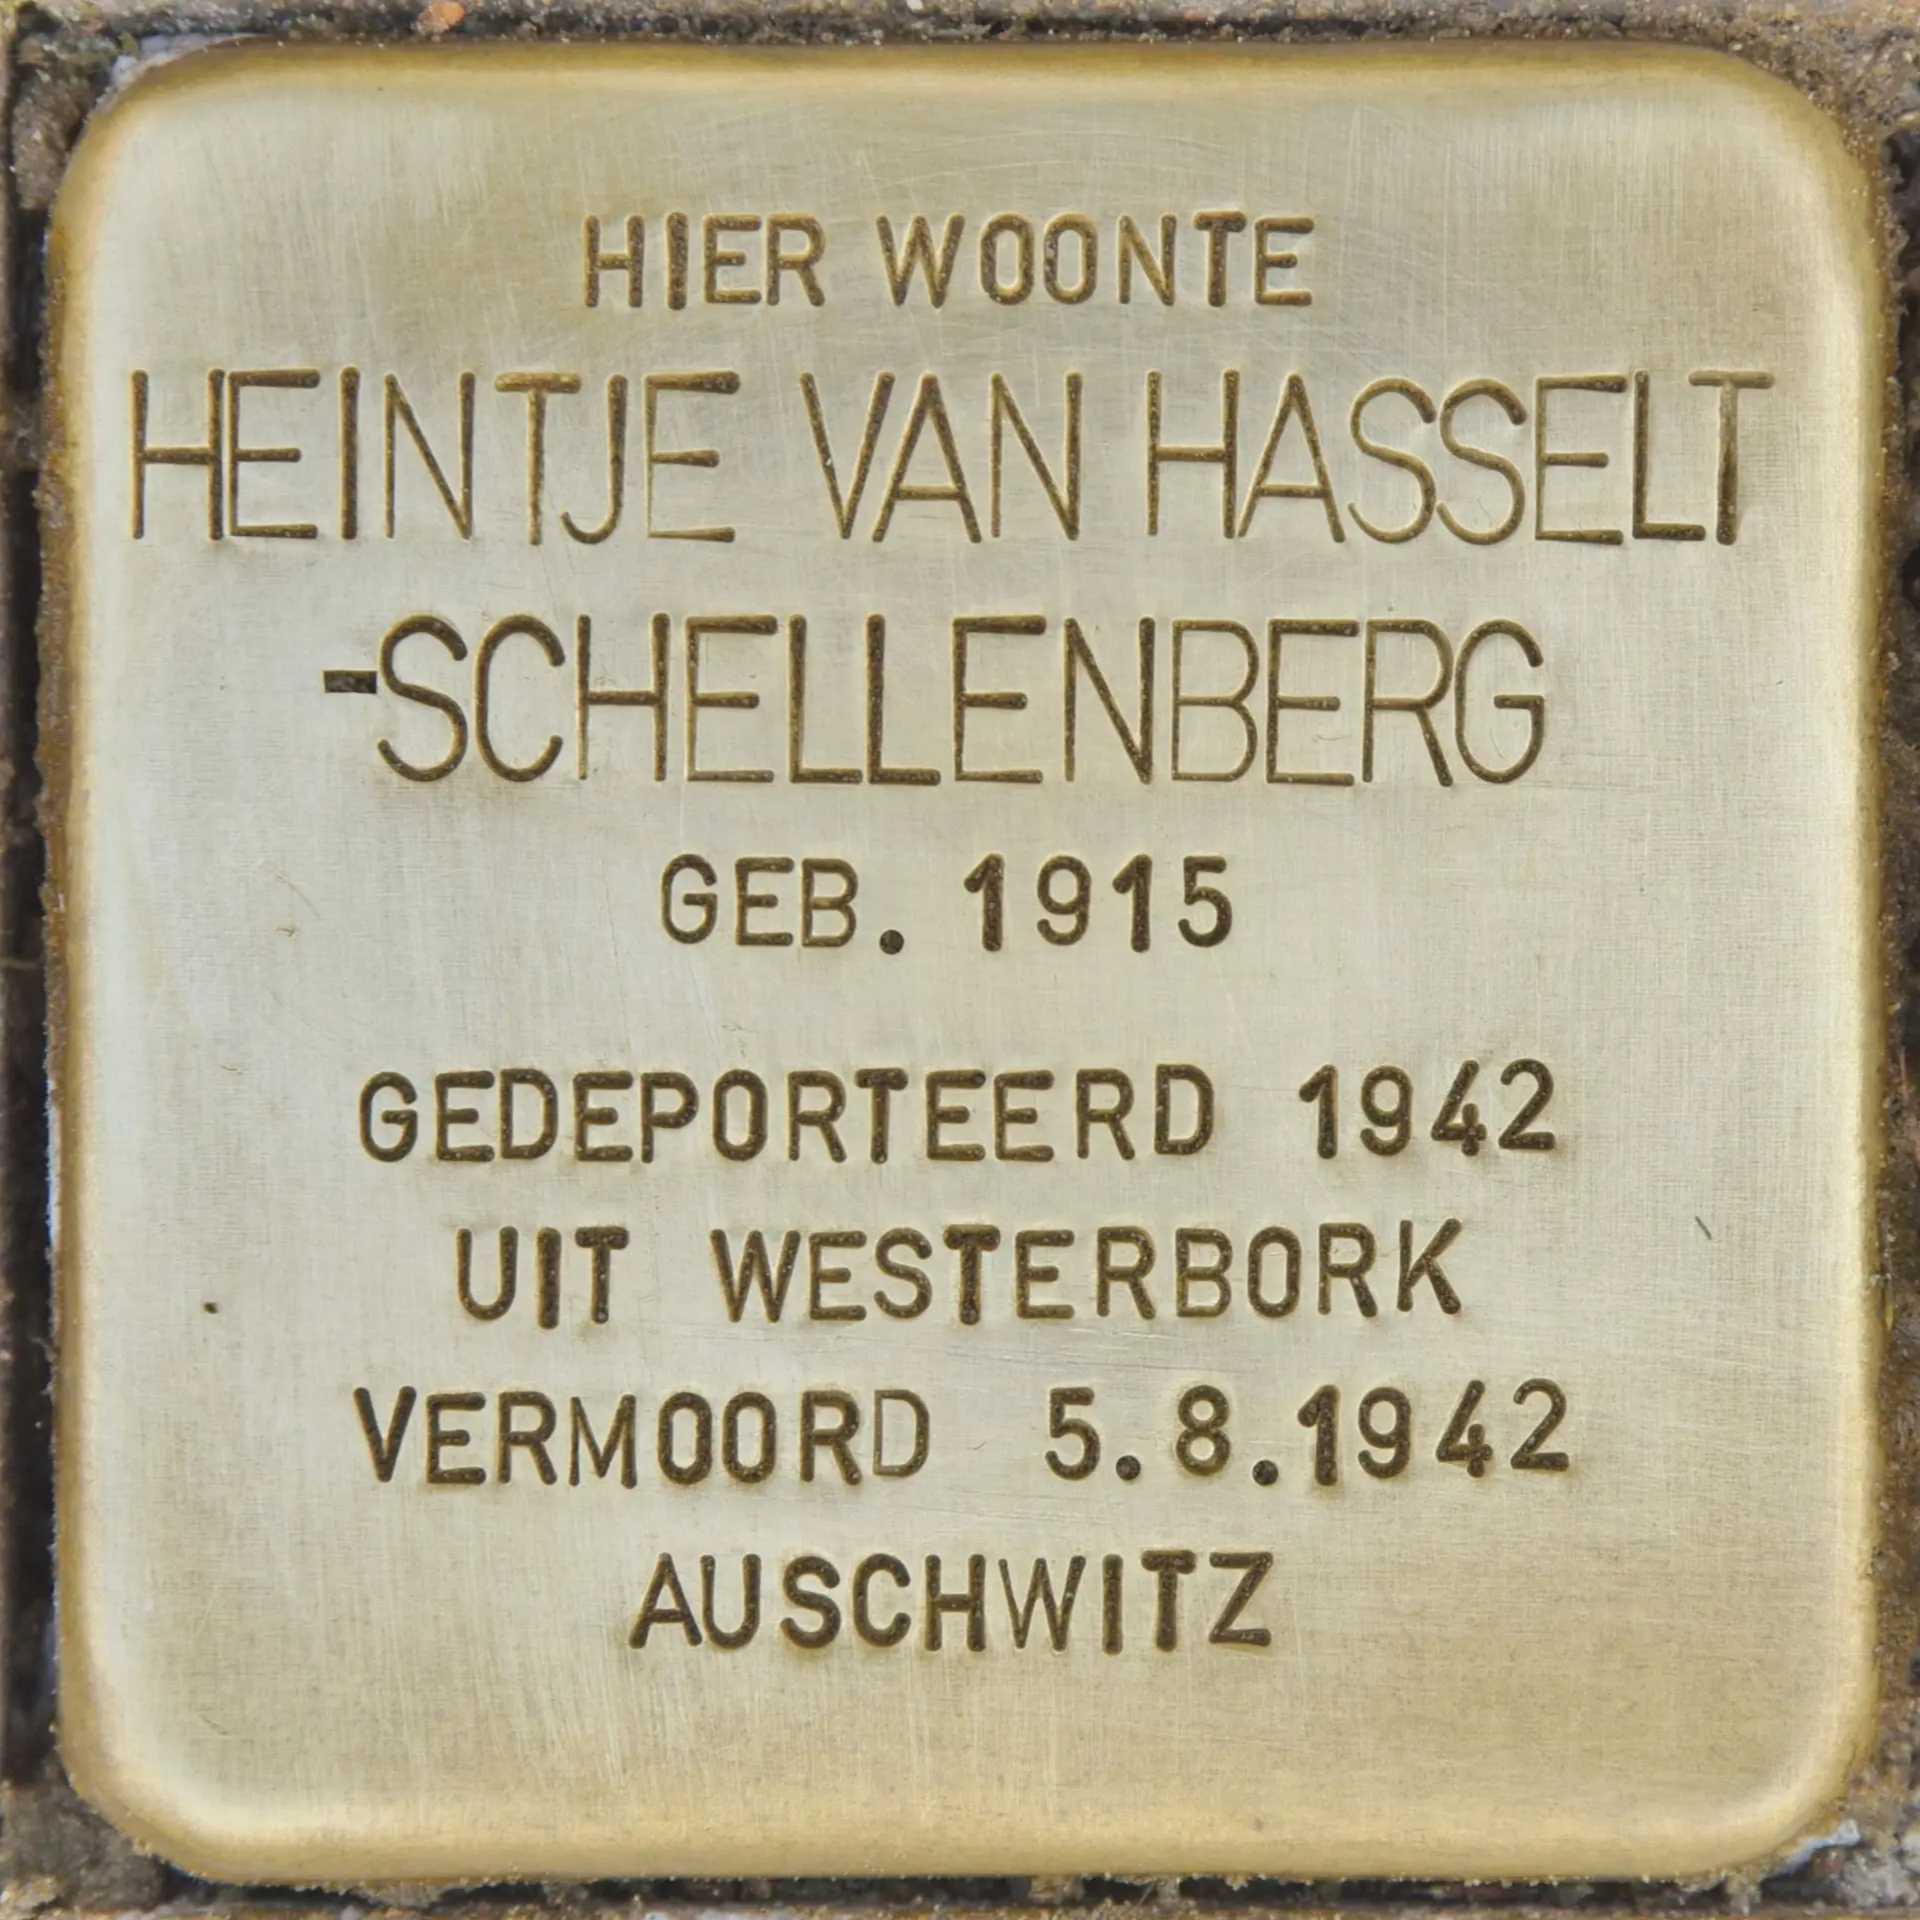 HIER WOONTE
HEINTJE VAN HASSELT
-SCHELLENBERG
GEB. 1915
GEDEPORTEERD 1942
UIT WESTERBORK
VERMOORD 5.8.1942
AUSCHWITZ